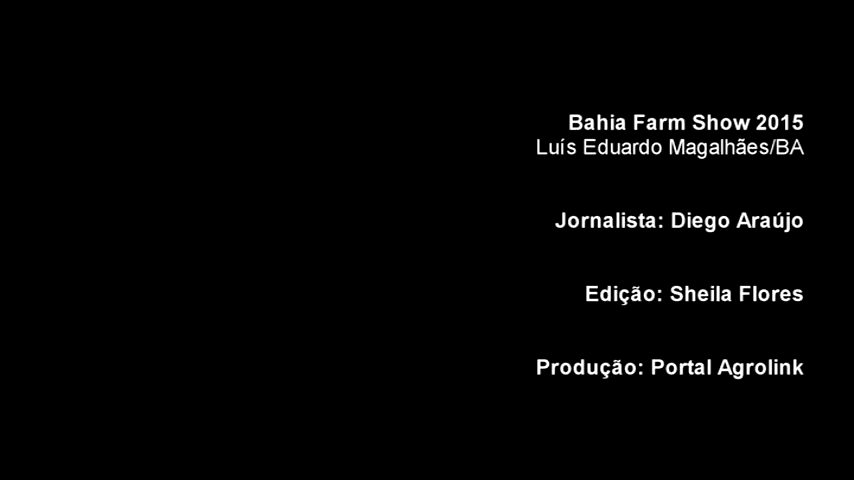 Bahia Farm Show 2015
Luís Eduardo Magalhães/BA
Jornalista: Diego Araújo
Edição: Sheila Flores
Produção: Portal Agrolink